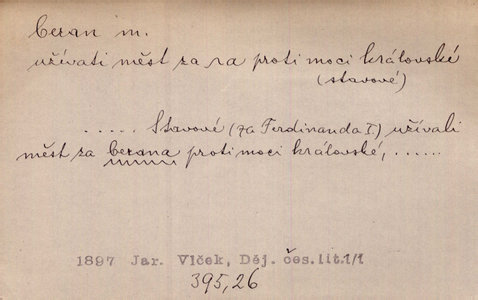 beran m.
užívati měst za ~a proti moci královské
(stavové)
..... Stavové (za Ferdinanda I.) užívali
měst za berana proti moci královské, ......
1897 Jar. Vlček, Děj. čes.lit.1/1
395,26